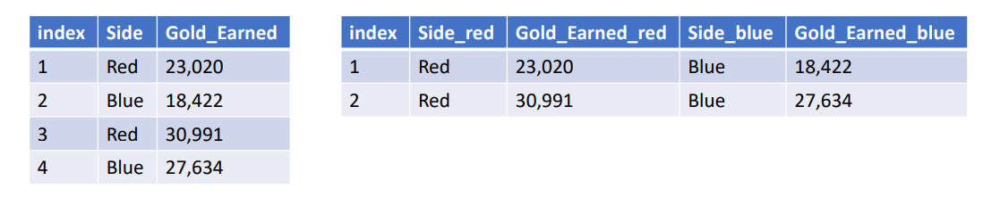 index Side Gold_Earned
1 Red 23,020
2 Blue 18,422
3 Red 30,991
4 Blue 27,634
index Side_red Gold_Earned_red Side_blue Gold_Earned_blue
1 Red 23,020 Blue 18,422
2 Red 30,991 Blue 27,634